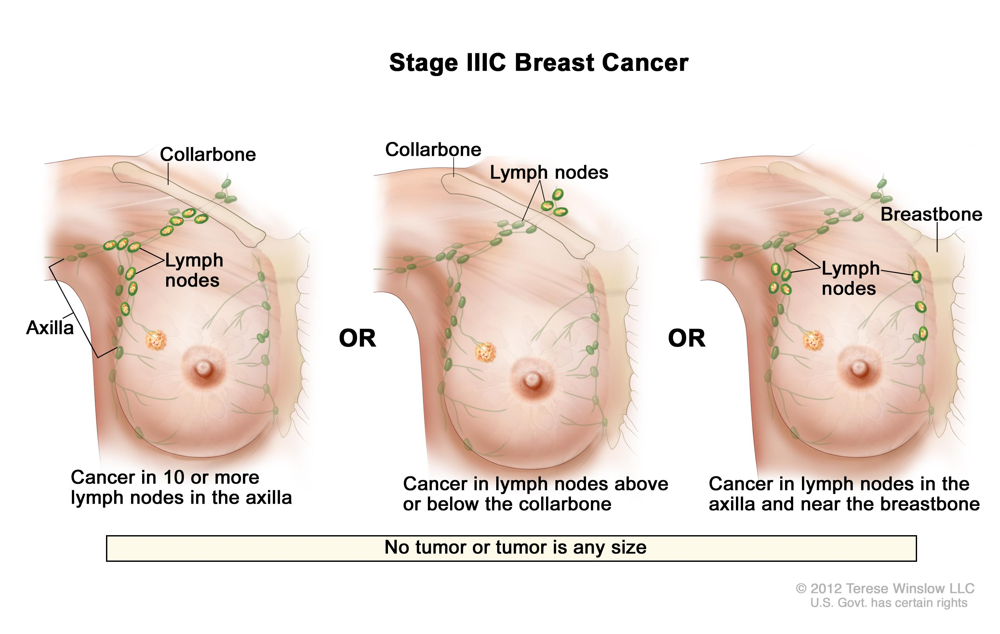 Stage IIIC Breast Cancer
Collarbone
Lymph
nodes
Axilla
Cancer in 10 or more
lymph nodes in the axilla
OR
Collarbone
Lymph nodes
Cancer in lymph nodes above
or below the collarbone
OR
Breastbone
Lymph
nodes
Cancer in lymph nodes in the
axilla and near the breastbone
No tumor or tumor is any size
© 2012 Terese Winslow LLC
U.S. Govt. has certain rights